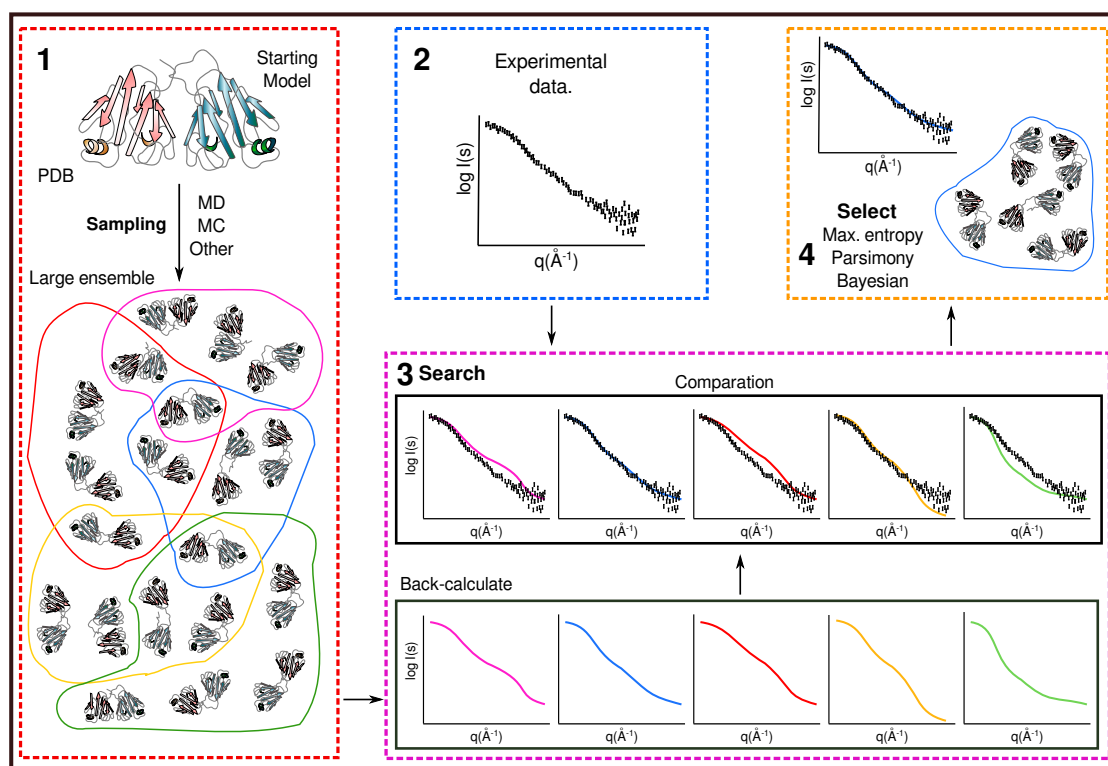 1
Starting
Model
PDB
Sampling
MD
MC
Other
Large ensemble
2
Experimental
data.
log I(s)
q(Å-1)
log I(s)
q(Å-1)
4
Select
Max. entropy
Parsimony
Bayesian
3 Search
Comparation
log I(s)
q(Å-1)
q(Å-1)
q(Å-1)
q(Å-1)
q(Å-1)
Back-calculate
log I(s)
q(Å-1)
q(Å-1)
q(Å-1)
q(Å-1)
q(Å-1)